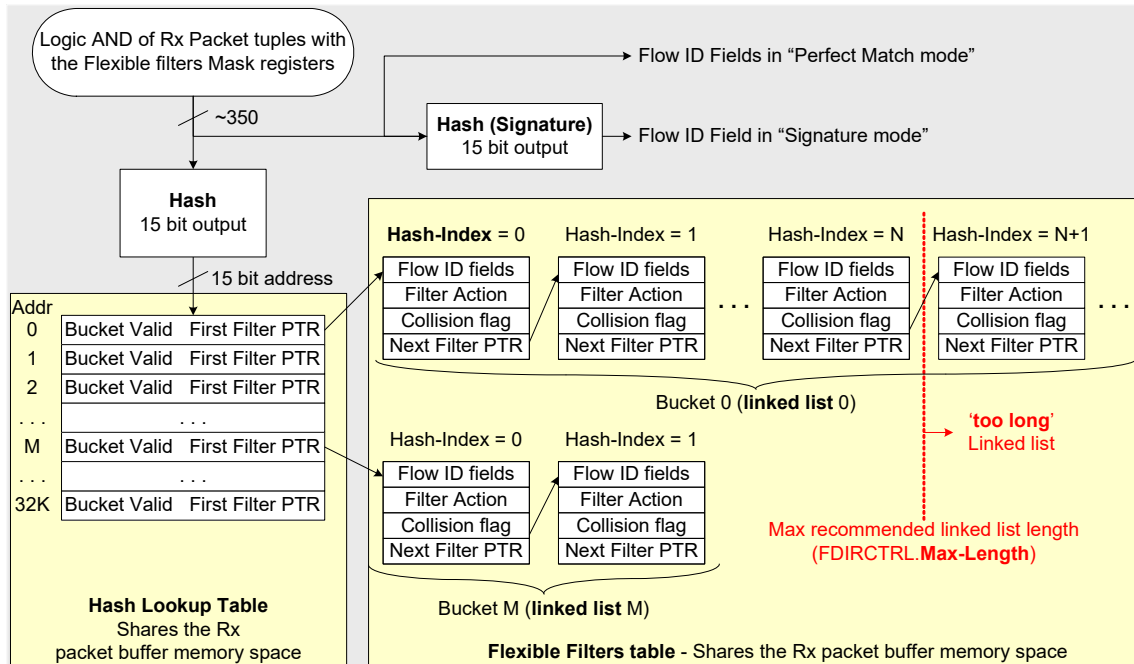 Logic AND of Rx Packet tuples with
the Flexible filters Mask registers
Flow ID Fields in “Perfect Match mode”
~350
Hash (Signature)
15 bit output
Flow ID Field in “Signature mode”
Hash
15 bit output
15 bit address
Addr
0 Bucket Valid First Filter PTR
1 Bucket Valid First Filter PTR
2 Bucket Valid First Filter PTR
. . . . . .
M Bucket Valid First Filter PTR
. . . . . .
32K Bucket Valid First Filter PTR
Hash Lookup Table
Shares the Rx
packet buffer memory space
Hash-Index = 0 Hash-Index = 1 Hash-Index = N Hash-Index = N+1
Flow ID fields Flow ID fields Flow ID fields Flow ID fields
Filter Action Filter Action Filter Action Filter Action
Collision flag Collision flag . . . Collision flag Collision flag . . .
Next Filter PTR Next Filter PTR Next Filter PTR Next Filter PTR
Bucket 0 (linked list 0)
‘too long’
Linked list
Hash-Index = 0 Hash-Index = 1
Flow ID fields Flow ID fields
Filter Action Filter Action
Collision flag Collision flag
Next Filter PTR Next Filter PTR
Max recommended linked list length
(FDIRCTRL.Max-Length)
Bucket M (linked list M)
Flexible Filters table - Shares the Rx packet buffer memory space